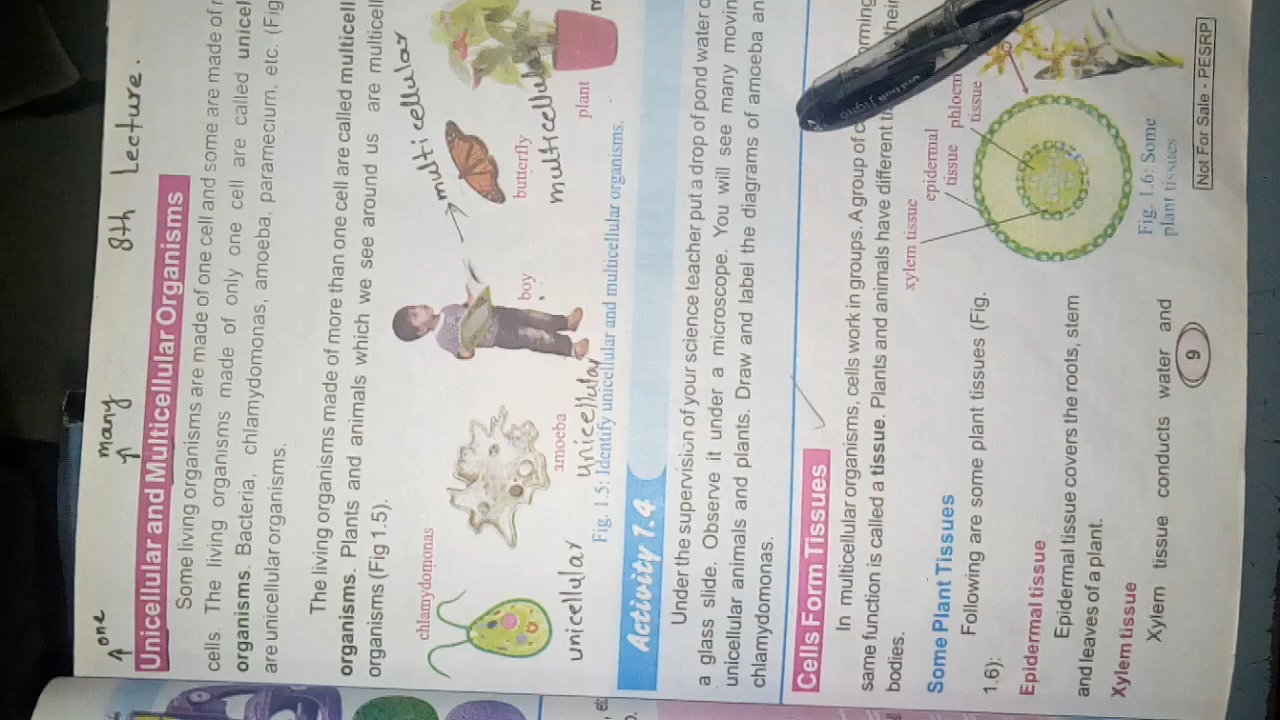 one many 8th Lecture.
Unicellular and Multicellular Organisms
Some living organisms are made of one cell and some are made of
cells. The living organisms made of only one cell are called unicel
organisms. Bacteria, chlamydomonas, amoeba, paramecium, etc. (Fig
are unicellular organisms.
The living organisms made of more than one cell are called multicell
organisms. Plants and animals which we see around us are multicell
organisms (Fig 1.5).
multicellular
chlamydomonas
amoeba
boy
butterfly
plant
unicellular
unicellular
multicellular
Fig. 1.5: Identify unicellular and multicellular organisms.
Activity 1.4
Under the supervision of your science teacher put a drop of pond water
a glass slide. Observe it under a microscope. You will see many movin
unicellular animals and plants. Draw and label the diagrams of amoeba an
chlamydomonas.
Cells Form Tissues
In multicellular organisms, cells work in groups. A group of orming
same function is called a tissue. Plants and animals have different their
bodies.
Some Plant Tissues
Following are some plant tissues (Fig.
1.6):
Epidermal tissue
Epidermal tissue covers the roots, stem
and leaves of a plant.
Xylem tissue
Xylem tissue conducts water and
xylem tissue
epidermal
tissue
phloem
tissue
Fig. 1.6: Some
plant tissues
9
Not For Sale - PESRP